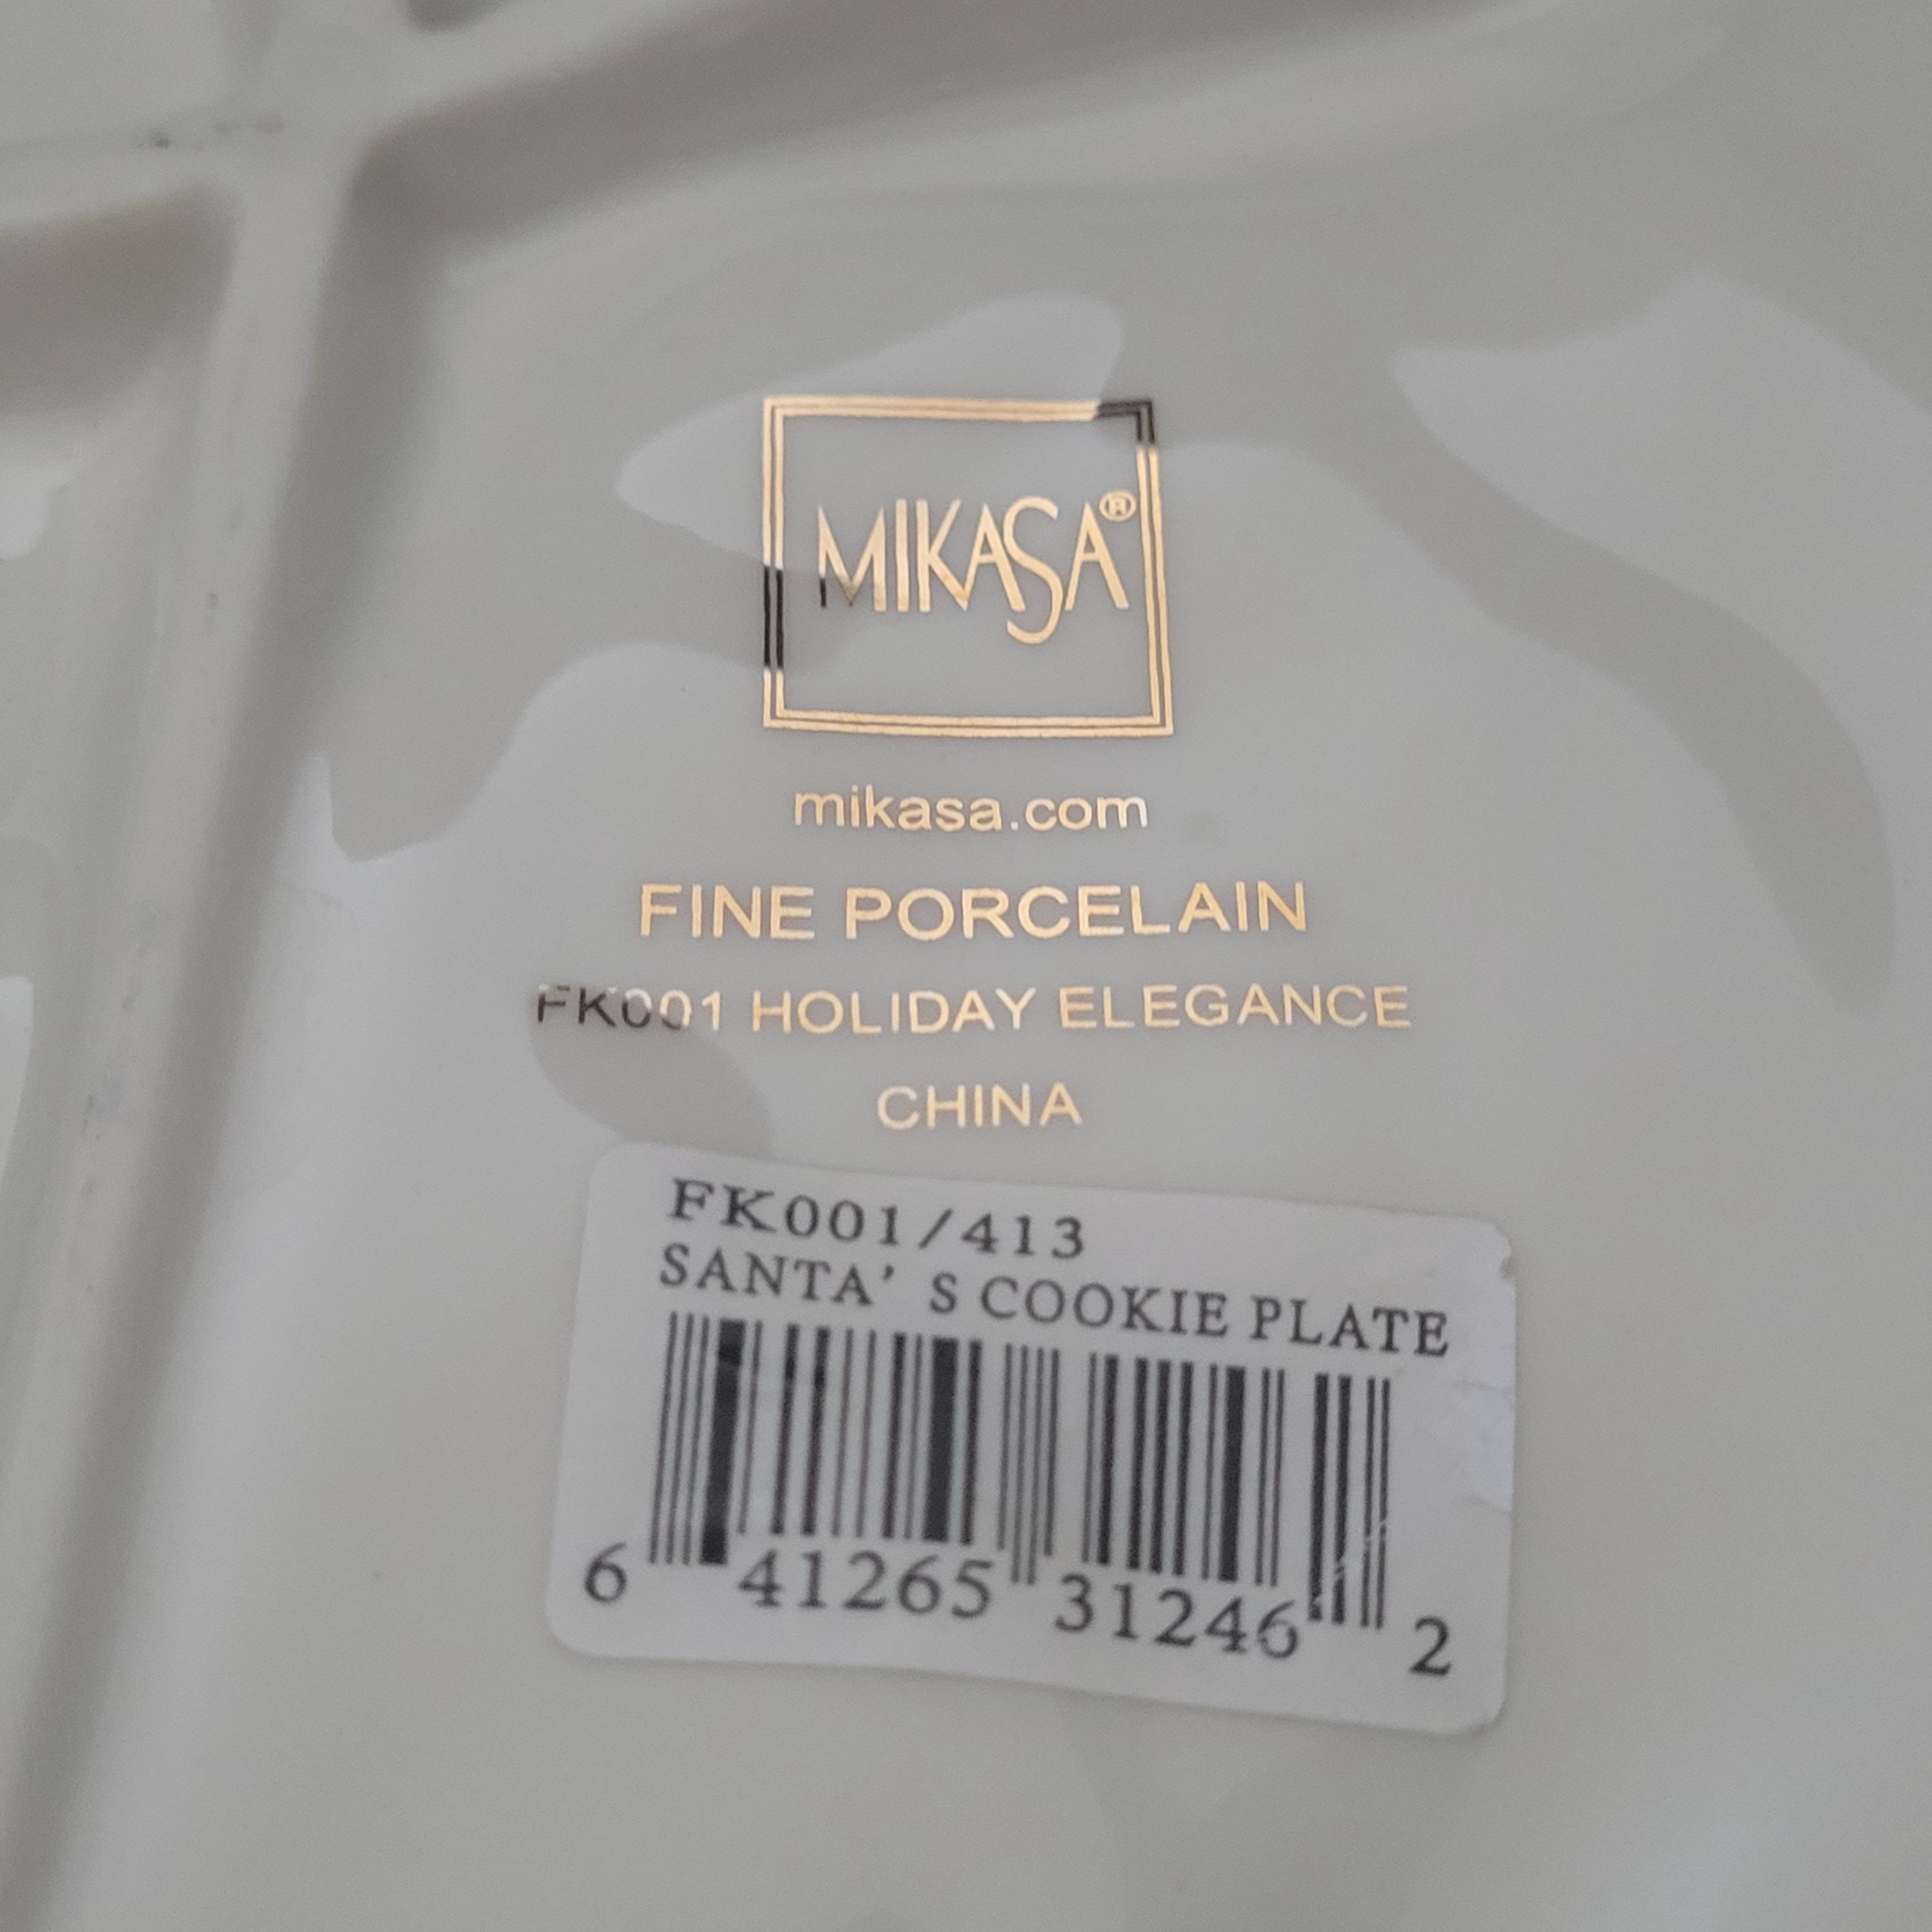 MIKASA®
mikasa.com
FINE PORCELAIN
FK001 HOLIDAY ELEGANCE
CHINA
FK001/413
SANTA' S COOKIE PLATE
6 41265 31246 2